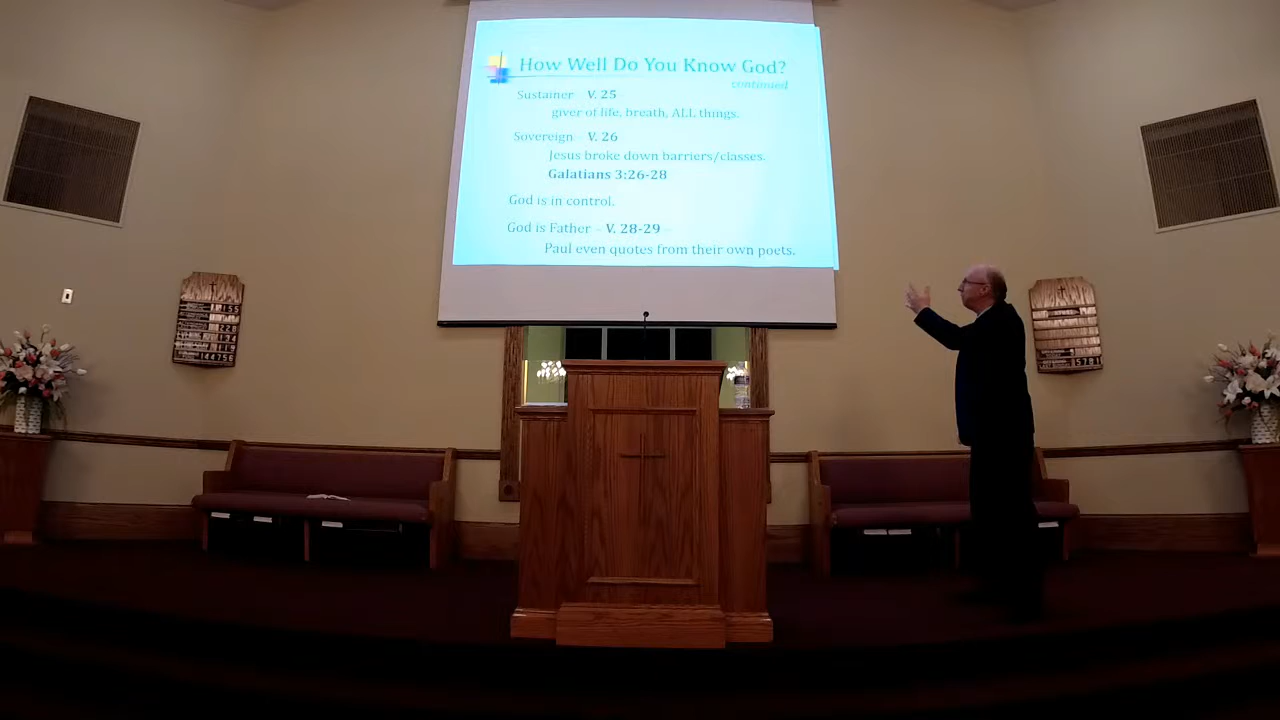 How Well Do You Know God?
continued
Sustainer – V. 25
giver of life, breath, ALL things.
Sovereign – V. 26
Jesus broke down barriers/classes.
Galatians 3:26-28
God is in control.
God is Father – V. 28-29 –
Paul even quotes from their own poets.